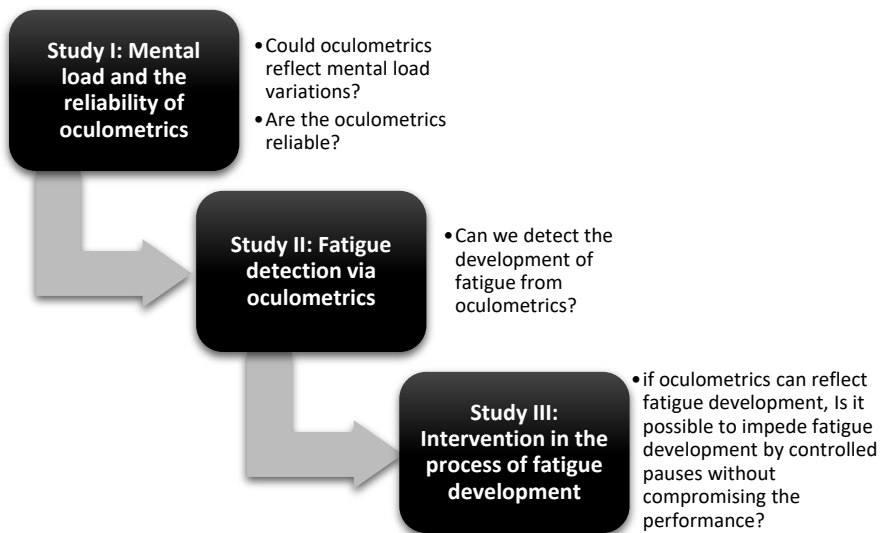 Study I: Mental
load and the
reliability of
oculometrics
•Could oculometrics
reflect mental load
variations?
•Are the oculometrics
reliable?
Study II: Fatigue
detection via
oculometrics
•Can we detect the
development of
fatigue from
oculometrics?
Study III:
Intervention in the
process of fatigue
development
•if oculometrics can reflect
fatigue development, Is it
possible to impede fatigue
development by controlled
pauses without
compromising the
performance?